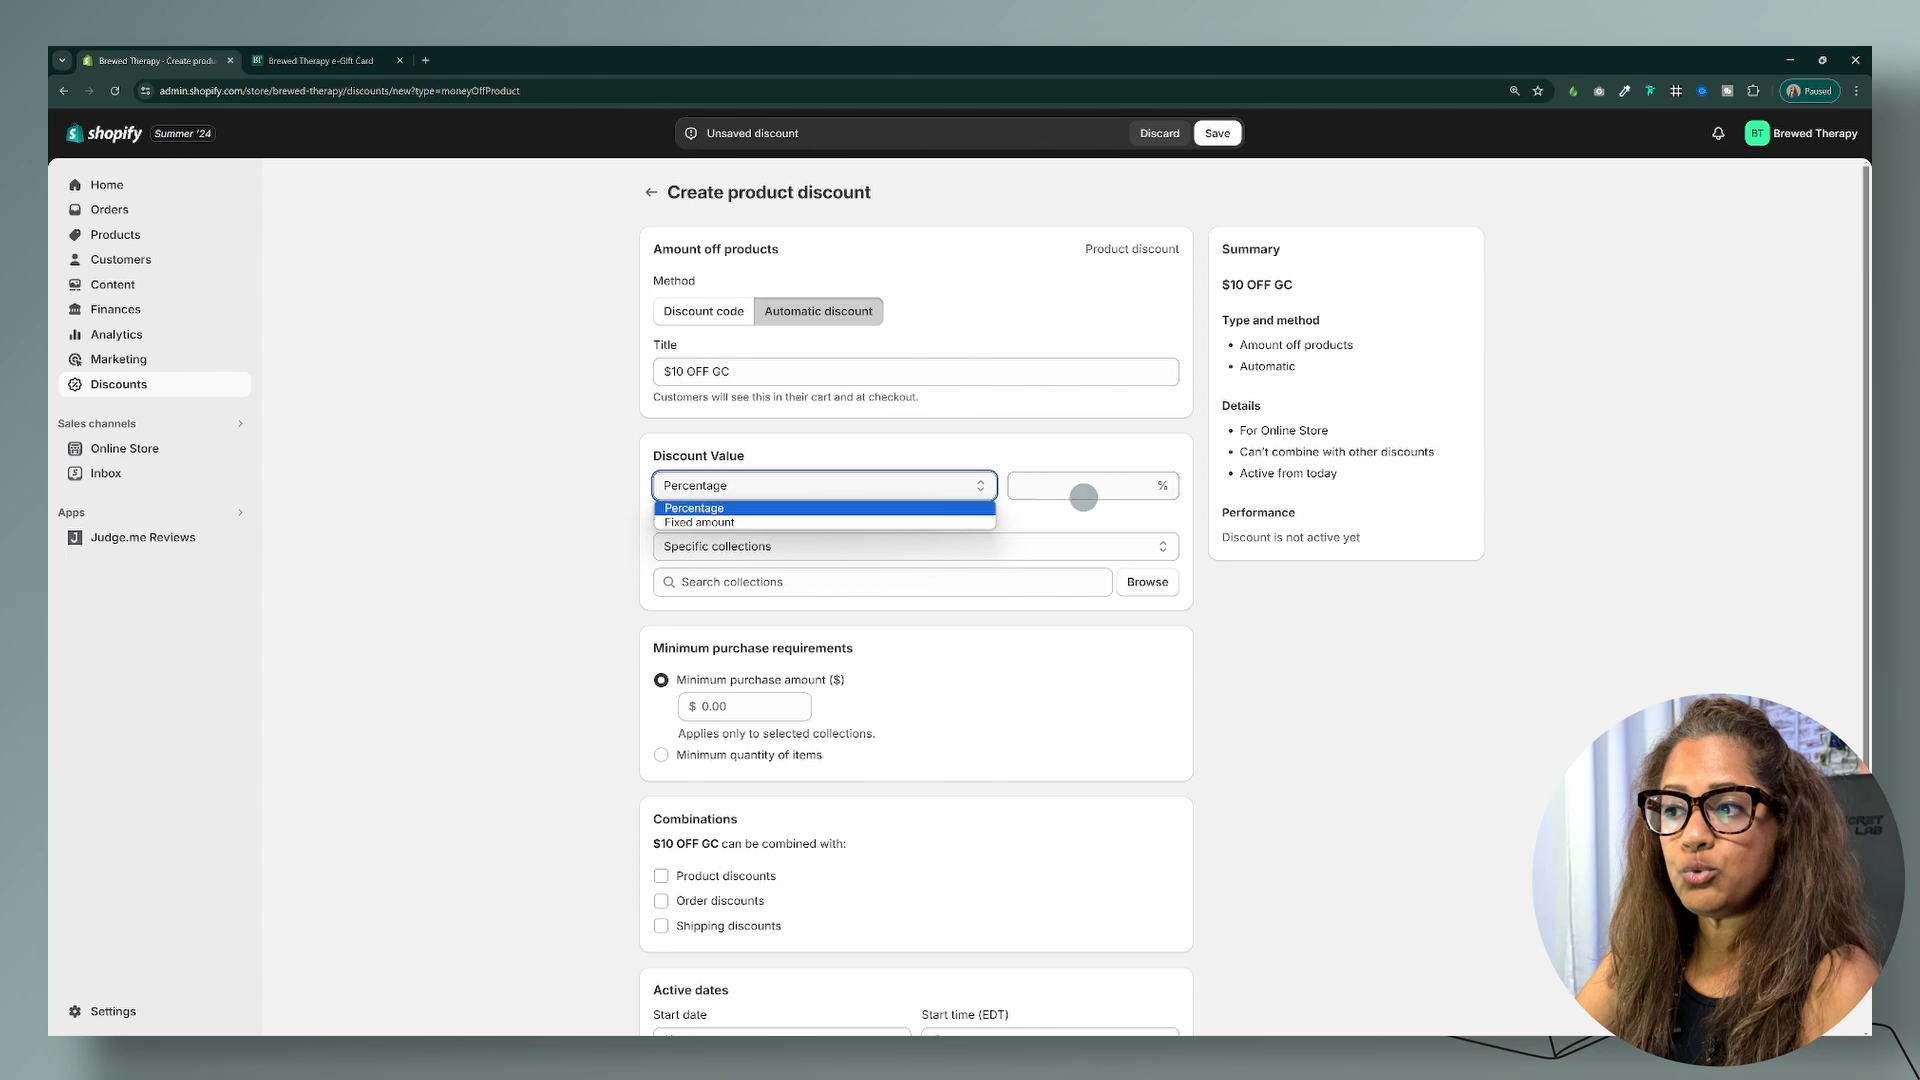 Brewed Therapy - Create produ
Brewed Therapy e-Gift Card
admin.shopify.com/store/brewed-therapy/discounts/new?type=moneyOffProduct
Paused
shopify
Summer '24
Unsaved discount
Discard
Save
BT
Brewed Therapy
Home
Orders
Products
Customers
Content
Finances
Analytics
Marketing
Discounts
Sales channels
Online Store
Inbox
Apps
Judge.me Reviews
Settings
Create product discount
Amount off products
Product discount
Method
Discount code
Automatic discount
Title
$10 OFF GC
Customers will see this in their cart and at checkout.
Discount Value
Percentage
%
Percentage
Fixed amount
Specific collections
Search collections
Browse
Minimum purchase requirements
Minimum purchase amount ($)
$ 0.00
Applies only to selected collections.
Minimum quantity of items
Combinations
$10 OFF GC can be combined with:
Product discounts
Order discounts
Shipping discounts
Active dates
Start date
Start time (EDT)
Summary
$10 OFF GC
Type and method
• Amount off products
• Automatic
Details
• For Online Store
• Can't combine with other discounts
• Active from today
Performance
Discount is not active yet
LAB